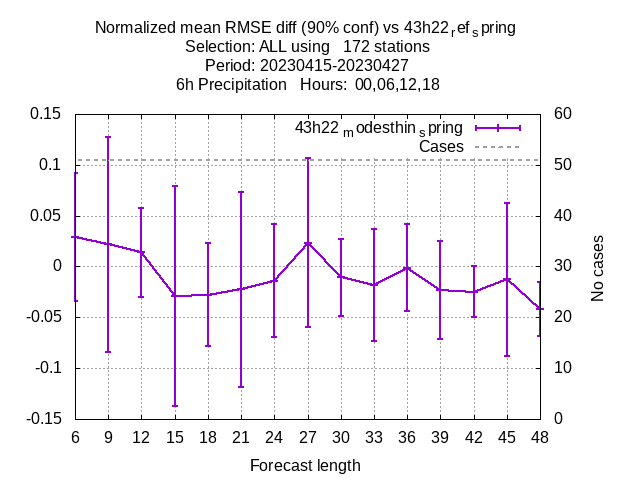 Normalized mean RMSE diff (90% conf) vs 43h22refspring
Selection: ALL using 172 stations
Period: 20230415-20230427
6h Precipitation Hours: 00,06,12,18
0.15 60
43h22modesthinspring
Cases
0.1 50
0.05 40
0 30
-0.05 20
-0.1 10
-0.15 0
No cases
6 9 12 15 18 21 24 27 30 33 36 39 42 45 48
Forecast length